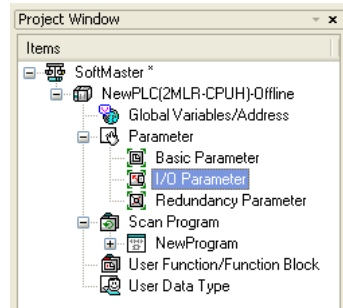 Project Window
Items
SoftMaster *
NewPLC(2MLR-CPUH)-Offline
Global Variables/Address
Parameter
Basic Parameter
I/O Parameter
Redundancy Parameter
Scan Program
NewProgram
User Function/Function Block
User Data Type